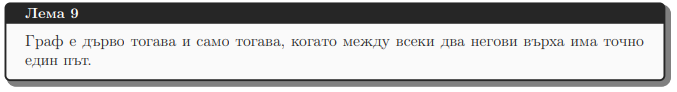 Лема 9
Граф е дърво тогава и само тогава, когато между всеки два негови върха има точно
един път.